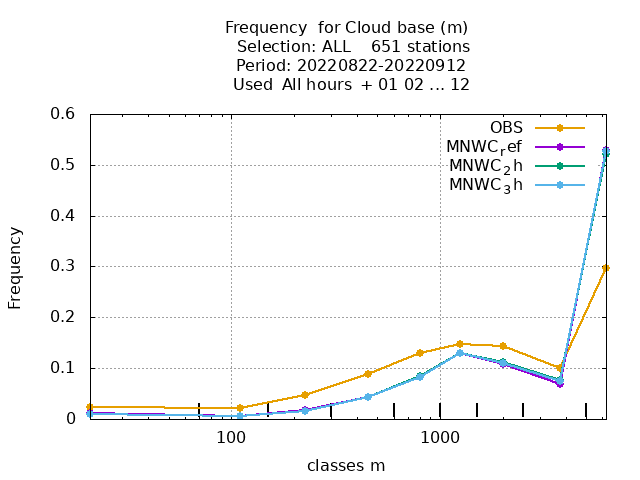 Frequency  for Cloud base (m)
Selection: ALL    651 stations
Period: 20220822-20220912
Used  All hours  + 01 02 ... 12
0.6
0.5
0.4
0.3
0.2
0.1
0
Frequency
OBS
MNWC_ref
MNWC_2h
MNWC_3h
100
1000
classes m